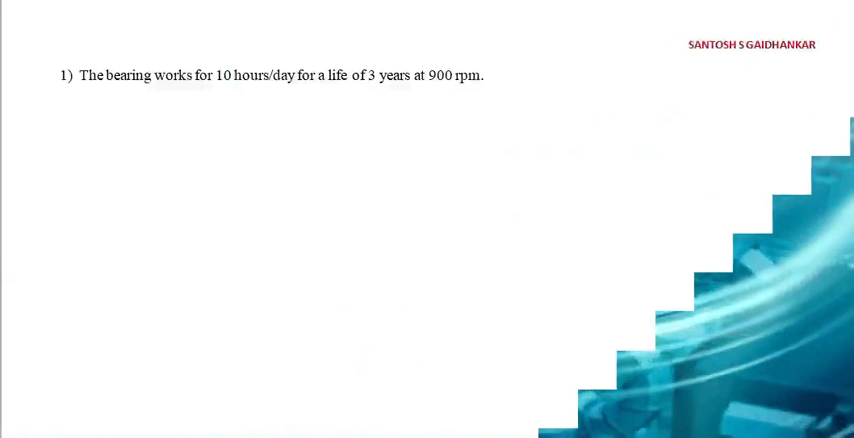 SANTOSH S GAIDHANKAR
1) The bearing works for 10 hours/day for a life of 3 years at 900 rpm.